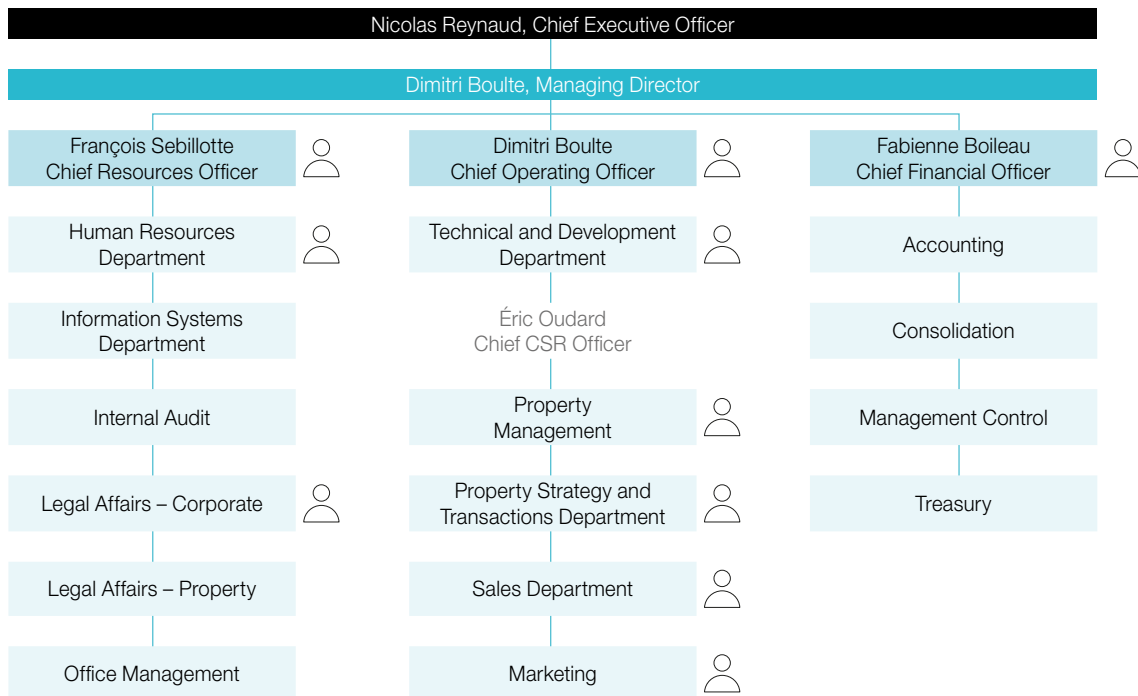 Nicolas Reynaud, Chief Executive Officer
Dimitri Boulte, Managing Director
François Sebillotte
Chief Resources Officer
Human Resources
Department
Information Systems
Department
Internal Audit
Legal Affairs – Corporate
Legal Affairs – Property
Office Management
Dimitri Boulte
Chief Operating Officer
Technical and Development
Department
Éric Oudard
Chief CSR Officer
Property
Management
Property Strategy and
Transactions Department
Sales Department
Marketing
Fabienne Boileau
Chief Financial Officer
Accounting
Consolidation
Management Control
Treasury